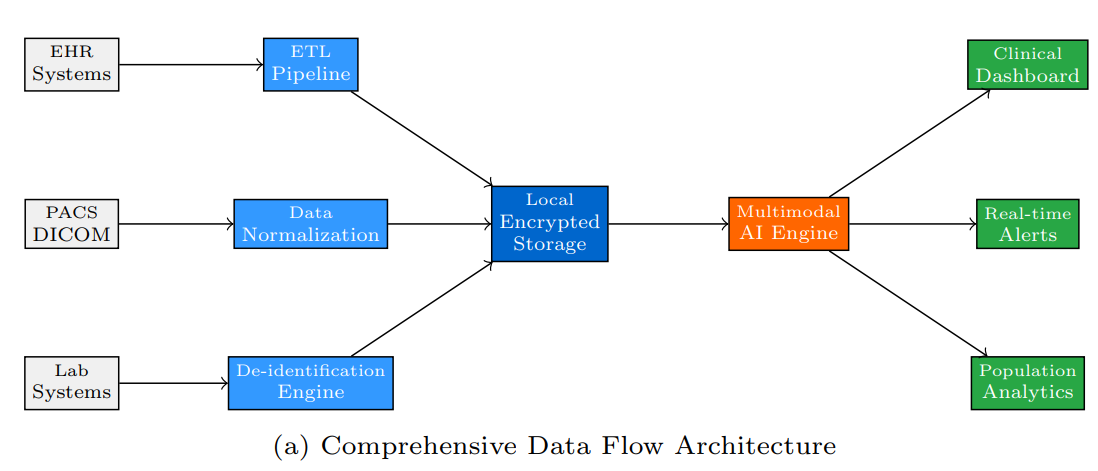 EHR
Systems
ETL
Pipeline
Clinical
Dashboard
PACS
DICOM
Data
Normalization
Local
Encrypted
Storage
Multimodal
AI Engine
Real-time
Alerts
Lab
Systems
De-identification
Engine
Population
Analytics
(a) Comprehensive Data Flow Architecture